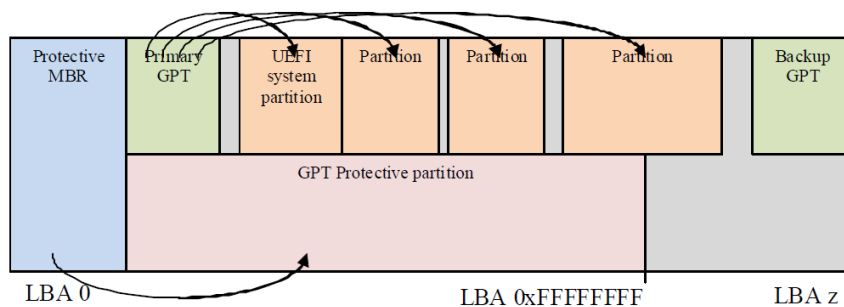 Protective
MBR
Primary
GPT
UEFI
system
partition
Partition
Partition
Partition
Backup
GPT
GPT Protective partition
LBA 0
LBA 0xFFFFFFFF
LBA z